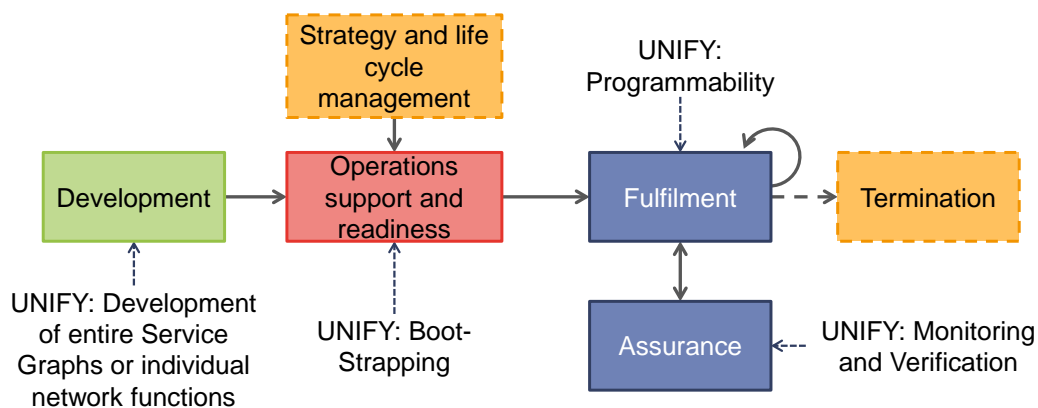 Strategy and life
cycle
management
UNIFY:
Programmability
Development
Operations
support and
readiness
Fulfilment
Termination
UNIFY: Development
of entire Service
Graphs or individual
network functions
UNIFY: Boot-
Strapping
Assurance
UNIFY: Monitoring
and Verification